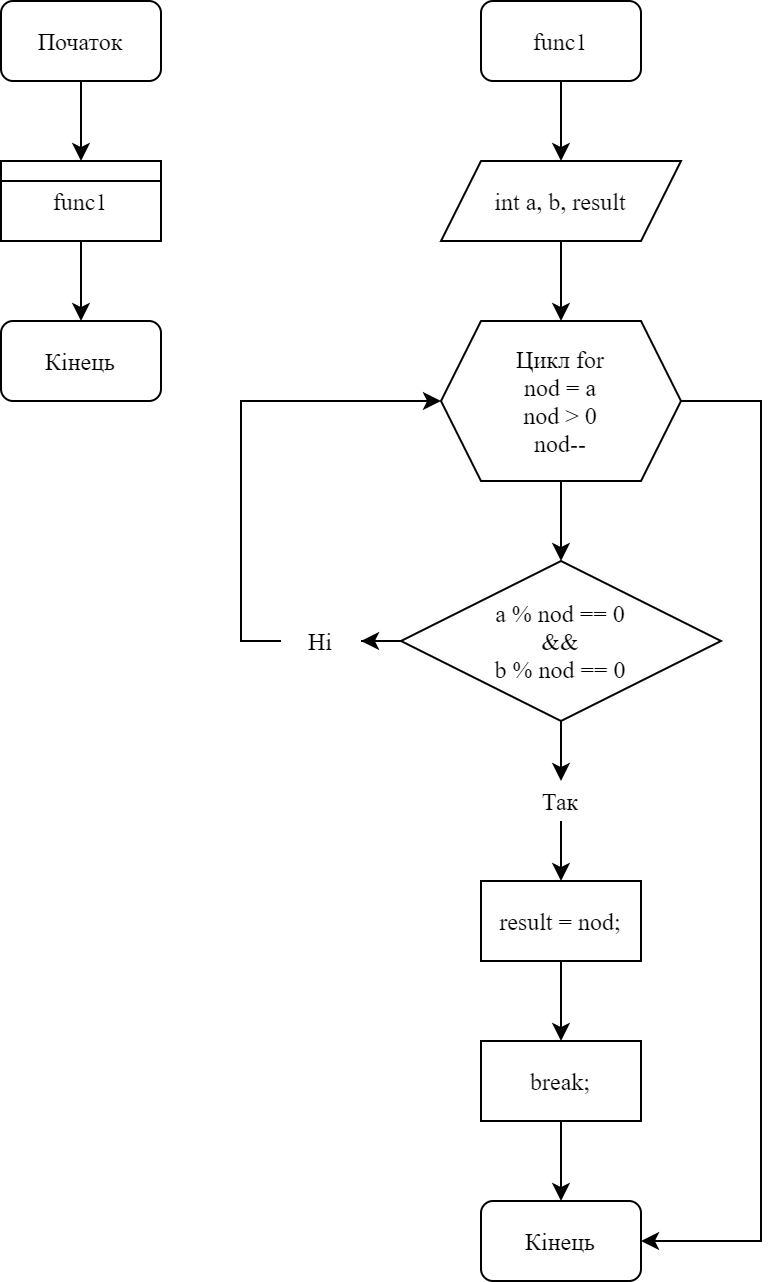 Початок
func1
Кінець
func1
int a, b, result
Цикл for
nod = a
nod > 0
nod--
a % nod == 0
&&
b % nod == 0
Ні
Так
result = nod;
break;
Кінець